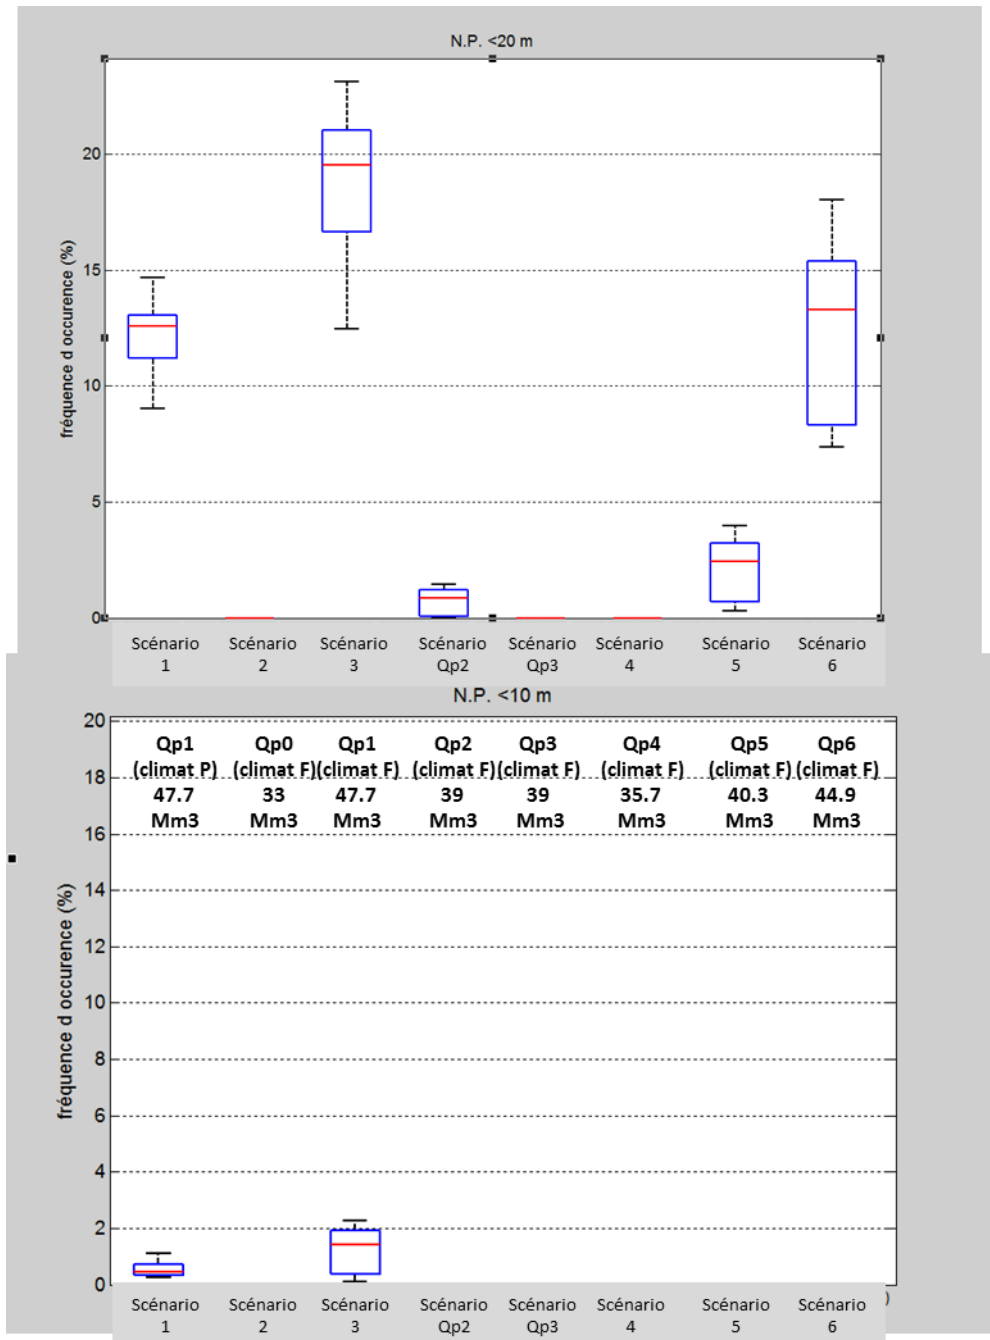 N.P. <20 m
fréquence d occurence (%)
20
15
10
5
0
Scénario 1 Scénario 2 Scénario 3 Scénario Qp2 Scénario Qp3 Scénario 4 Scénario 5 Scénario 6
N.P. <10 m
fréquence d occurence (%)
20
18
16
14
12
10
8
6
4
2
0
Qp1 Qp0 Qp1 Qp2 Qp3 Qp4 Qp5 Qp6
(climat P) (climat F) (climat F) (climat F) (climat F) (climat F) (climat F) (climat F)
47.7 33 47.7 39 39 35.7 40.3 44.9
Mm3 Mm3 Mm3 Mm3 Mm3 Mm3 Mm3 Mm3
)
Scénario 1 Scénario 2 Scénario 3 Scénario Qp2 Scénario Qp3 Scénario 4 Scénario 5 Scénario 6